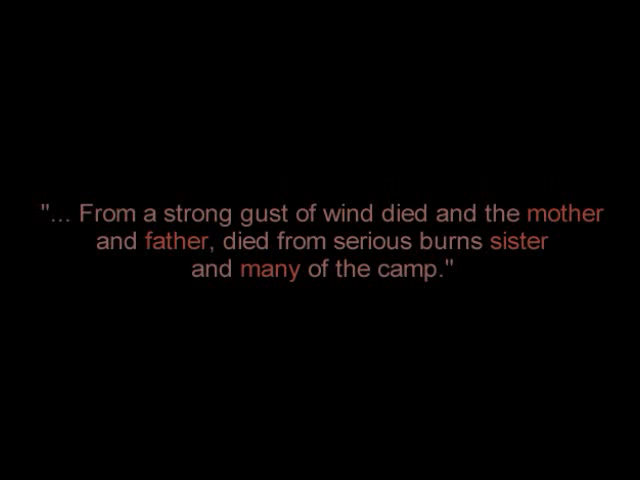 "... From a strong gust of wind died and the mother
and father, died from serious burns sister
and many of the camp."